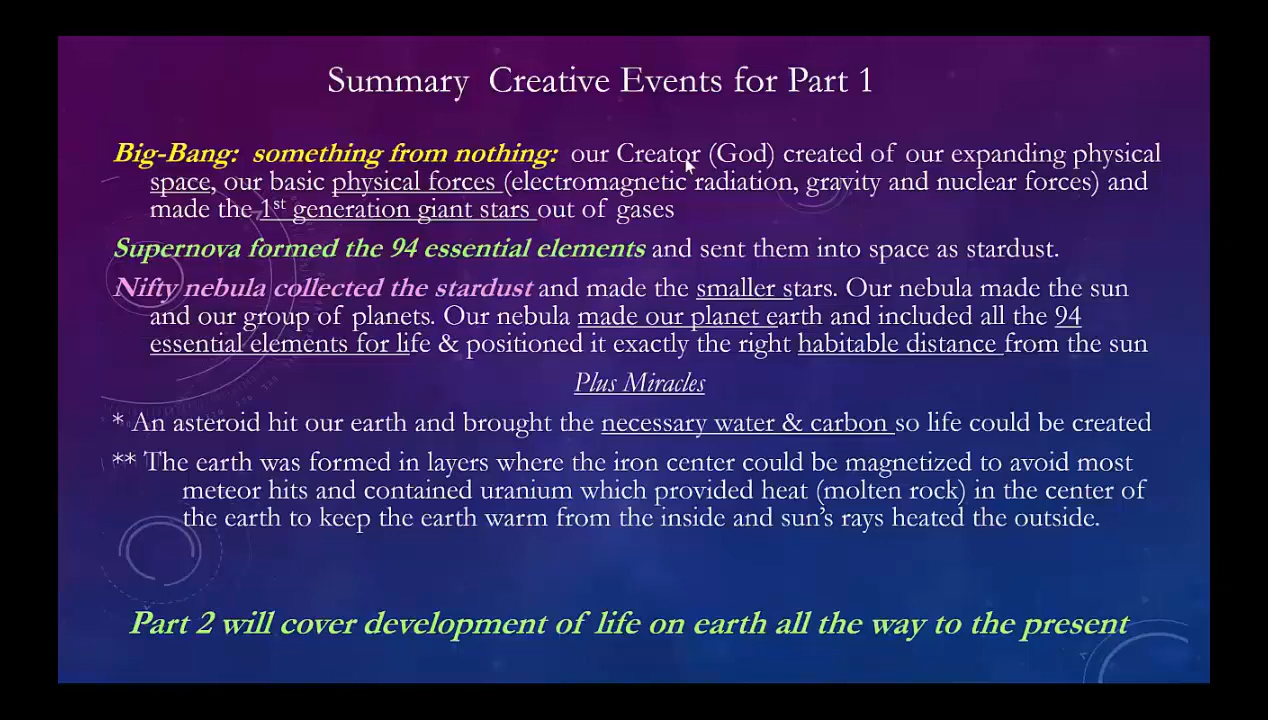 Summary Creative Events for Part 1
Big-Bang: something from nothing: our Creator (God) created of our expanding physical
space, our basic physical forces (electromagnetic radiation, gravity and nuclear forces) and
made the 1st generation giant stars out of gases
Supernova formed the 94 essential elements and sent them into space as stardust.
Nifty nebula collected the stardust and made the smaller stars. Our nebula made the sun
and our group of planets. Our nebula made our planet earth and included all the 94
essential elements for life & positioned it exactly the right habitable distance from the sun
Plus Miracles
* An asteroid hit our earth and brought the necessary water & carbon so life could be created
** The earth was formed in layers where the iron center could be magnetized to avoid most
meteor hits and contained uranium which provided heat (molten rock) in the center of
the earth to keep the earth warm from the inside and sun's rays heated the outside.
Part 2 will cover development of life on earth all the way to the present